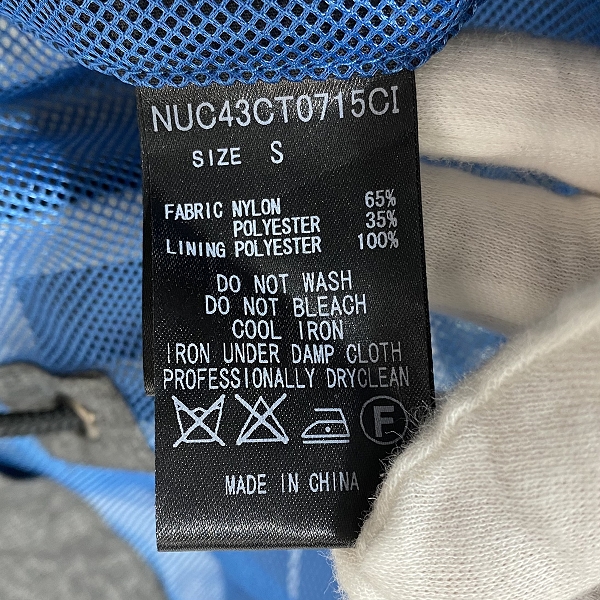 NUC43CT0715CI
SIZE S
FABRIC NYLON 65%
POLYESTER 35%
LINING POLYESTER 100%
DO NOT WASH
DO NOT BLEACH
COOL IRON
IRON UNDER DAMP CLOTH
PROFESSIONALLY DRYCLEAN
F
MADE IN CHINA